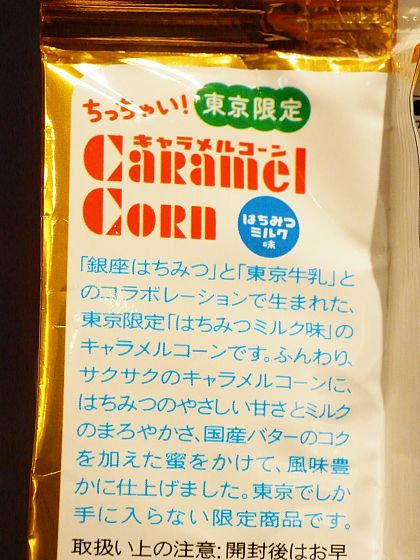 ちっちゃい! 東京限定
キャラメルコーン
Caramel
Corn
はちみつ
ミルク
味
「銀座はちみつ」と「東京牛乳」と
のコラボレーションで生まれた、
東京限定「はちみつミルク味」の
キャラメルコーンです。ふんわり、
サクサクのキャラメルコーンに、
はちみつのやさしい甘さとミルク
のまろやかさ、国産バターのコク
を加えた蜜をかけて、風味豊
かに仕上げました。東京でしか
手に入らない限定商品です。
取扱い上の注意:開封後はお早